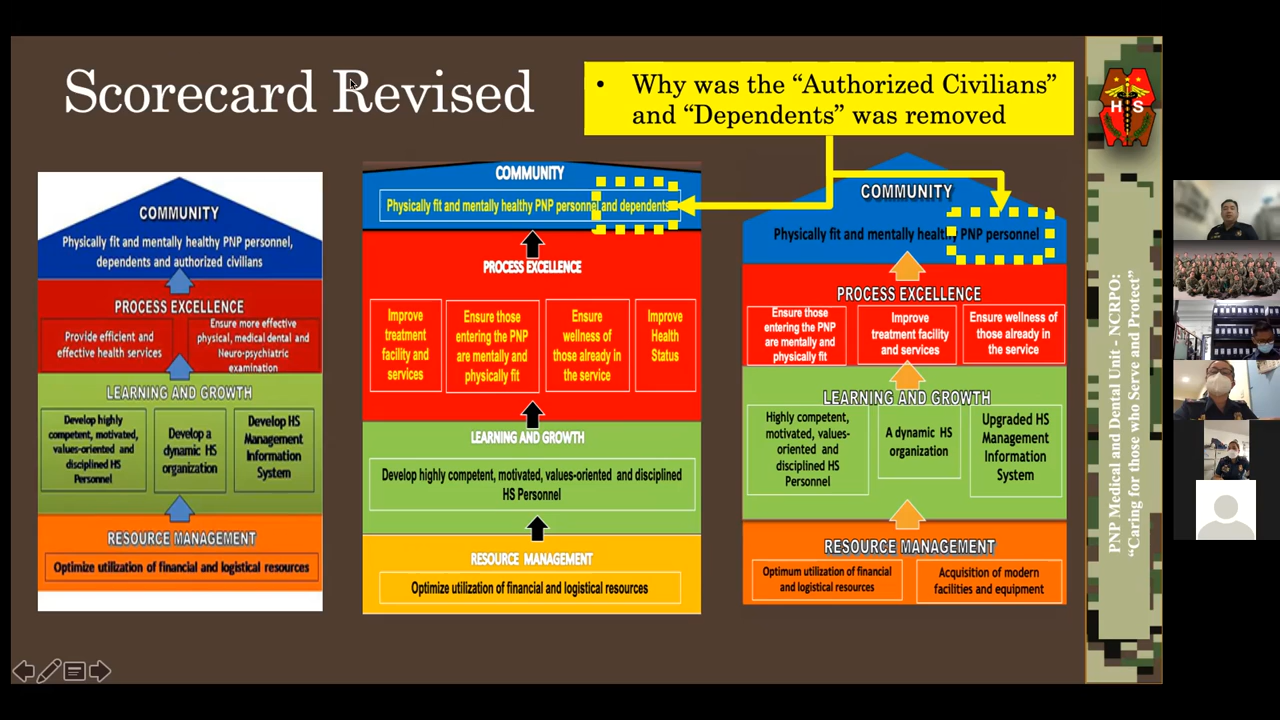 Scorecard Revised
• Why was the “Authorized Civilians”
and “Dependents” was removed
COMMUNITY
Physically fit and mentally healthy PNP personnel,
dependents and authorized civilians
PROCESS EXCELLENCE
Provide efficient and
effective health services
Ensure more effective
physical, medical dental and
Neuro-psychiatric
examination
LEARNING AND GROWTH
Develop highly
competent, motivated,
values-oriented and
disciplined HS
Personnel
Develop a
dynamic HS
organization
Develop HS
Management
Information
System
RESOURCE MANAGEMENT
Optimize utilization of financial and logistical resources
COMMUNITY
Physically fit and mentally healthy PNP personnel and dependents
PROCESS EXCELLENCE
Improve
treatment
facility and
services
Ensure those
entering the PNP
are mentally and
physically fit
Ensure
wellness of
those already in
the service
Improve
Health
Status
LEARNING AND GROWTH
Develop highly competent, motivated, values-oriented and disciplined
HS Personnel
RESOURCE MANAGEMENT
Optimize utilization of financial and logistical resources
COMMUNITY
Physically fit and mentally healthy PNP personnel
PROCESS EXCELLENCE
Ensure those
entering the PNP
are mentally and
physically fit
Improve
treatment facility
and services
Ensure wellness of
those already in
the service
LEARNING AND GROWTH
Highly competent,
motivated, values-
oriented and
disciplined HS
Personnel
A dynamic HS
organization
Upgraded HS
Management
Information
System
RESOURCE MANAGEMENT
Optimum utilization of financial
and logistical resources
Acquisition of modern
facilities and equipment
H S
PNP Medical and Dental Unit - NCRPO:
“Caring for those who Serve and Protect”